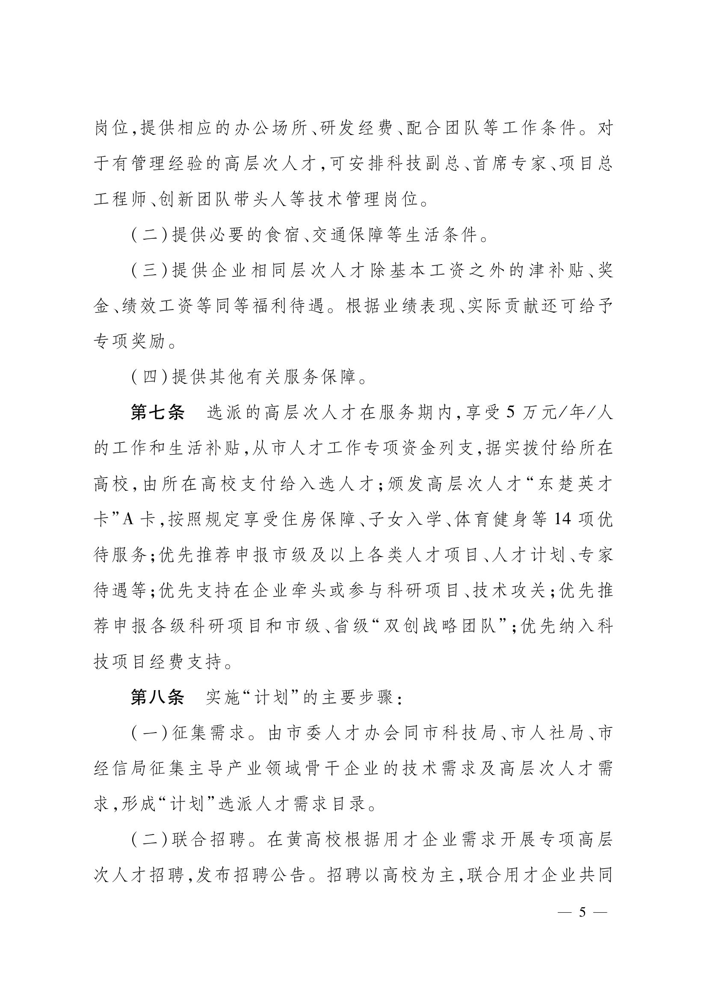 岗位,提供相应的办公场所、研发经费、配合团队等工作条件。对
于有管理经验的高层次人才,可安排科技副总、首席专家、项目总
工程师、创新团队带头人等技术管理岗位。
(二)提供必要的食宿、交通保障等生活条件。
(三)提供企业相同层次人才除基本工资之外的津补贴、奖
金、绩效工资等同等福利待遇。根据业绩表现、实际贡献还可给予
专项奖励。
(四)提供其他有关服务保障。
第七条 选派的高层次人才在服务期内,享受 5 万元/年/人
的工作和生活补贴,从市人才工作专项资金列支,据实拨付给所在
高校,由所在高校支付给入选人才;颁发高层次人才“东楚英才
卡”A 卡,按照规定享受住房保障、子女入学、体育健身等 14 项优
待服务;优先推荐申报市级及以上各类人才项目、人才计划、专家
待遇等;优先支持在企业牵头或参与科研项目、技术攻关;优先推
荐申报各级科研项目和市级、省级“双创战略团队”;优先纳入科
技项目经费支持。
第八条 实施“计划”的主要步骤:
(一)征集需求。由市委人才办会同市科技局、市人社局、市
经信局征集主导产业领域骨干企业的技术需求及高层次人才需
求,形成“计划”选派人才需求目录。
(二)联合招聘。在黄高校根据用才企业需求开展专项高层
次人才招聘,发布招聘公告。招聘以高校为主,联合用才企业共同
— 5 —